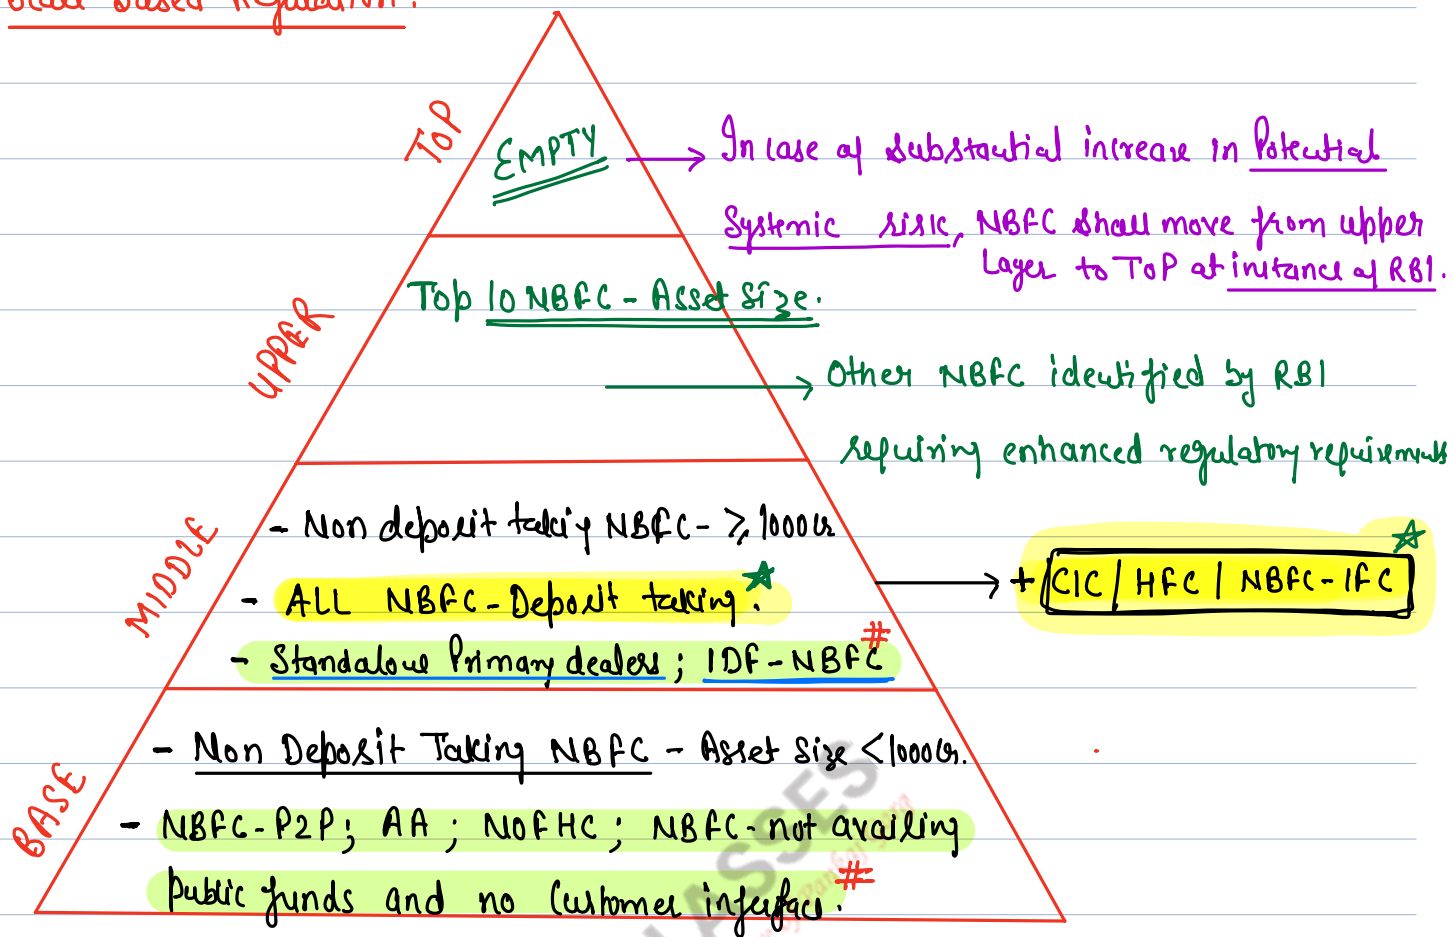 Scale Based Regulation:
TOP
EMPTY
In case of substantial increase in Potential
Systemic risk, NBFC shall move from upper
Layer to ToP at instance of RBI.
UPPER
Top 10 NBFC - Asset Size.
Other NBFC identified by RBI
requiring enhanced regulatory requirements
MIDDLE
- Non deposit taking NBFC - ≥ 1000 cr
- ALL NBFC - Deposit taking.
+ CIC | HFC | NBFC - IFC
- Standalone Primary dealers ; IDF - NBFC #
BASE
- Non Deposit Taking NBFC - Asset Size < 1000 cr.
- NBFC - P2P ; AA ; NOFHC ; NBFC - not availing
Public funds and no Customer interface. #
LASSES